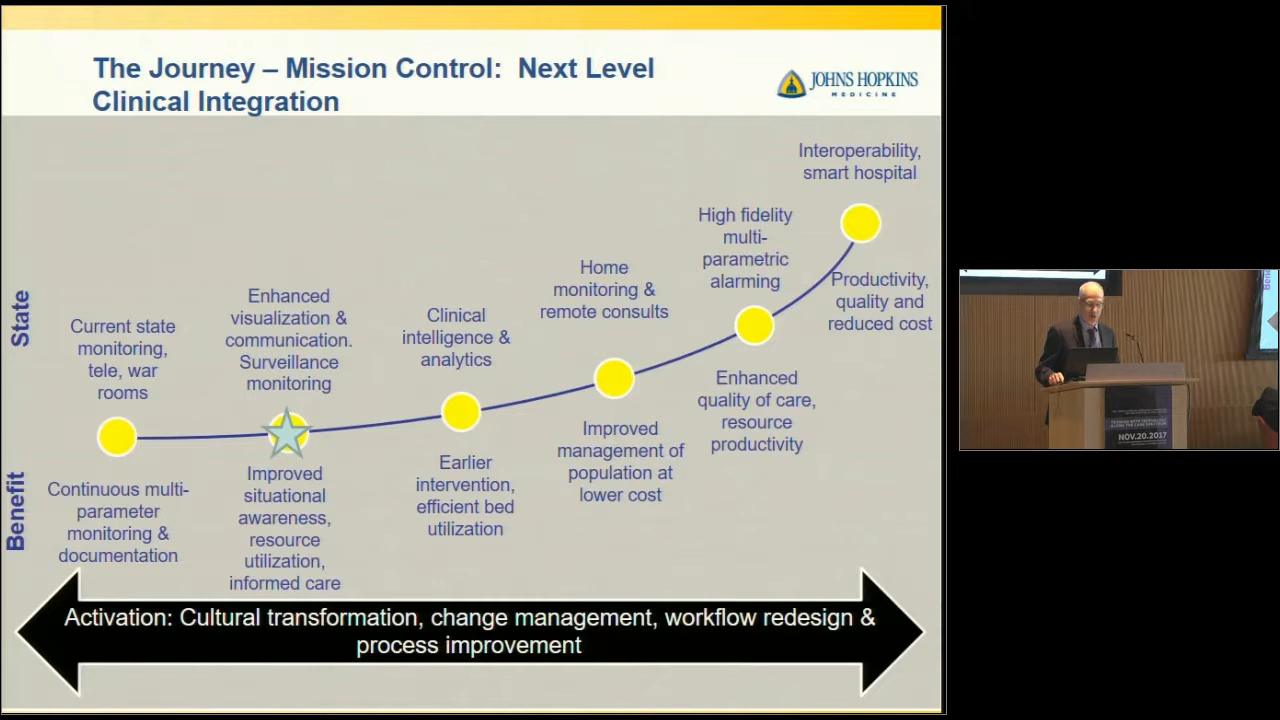 The Journey – Mission Control: Next Level
Clinical Integration
JOHNS HOPKINS
MEDICINE
Interoperability,
smart hospital
High fidelity
multi-
parametric
alarming
Home
monitoring &
remote consults
Clinical
intelligence &
analytics
Enhanced
visualization &
communication.
Surveillance
monitoring
Current state
monitoring,
tele, war
rooms
State
Benefit
Continuous multi-
parameter
monitoring &
documentation
Improved
situational
awareness,
resource
utilization,
informed care
Earlier
intervention,
efficient bed
utilization
Improved
management of
population at
lower cost
Enhanced
quality of care,
resource
productivity
Productivity,
quality and
reduced cost
Activation: Cultural transformation, change management, workflow redesign &
process improvement
NOV.20.2017